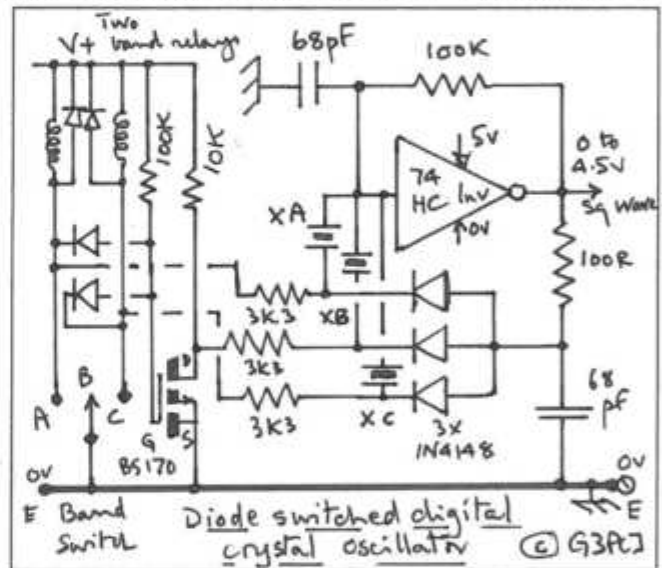 Two
V+ band relays
68pF
100K
100K
10K
5V
0 to
4.5V
Sq Wave
74
HC Inv
0V
XA
100R
3K3
XB
3K3
3K3
XC
3X
1N4148
68
pf
A
B
C
D
G
S
BS170
0V
E
Band
Switch
Diode switched digital
crystal oscillator
0V
E
© G3PCJ